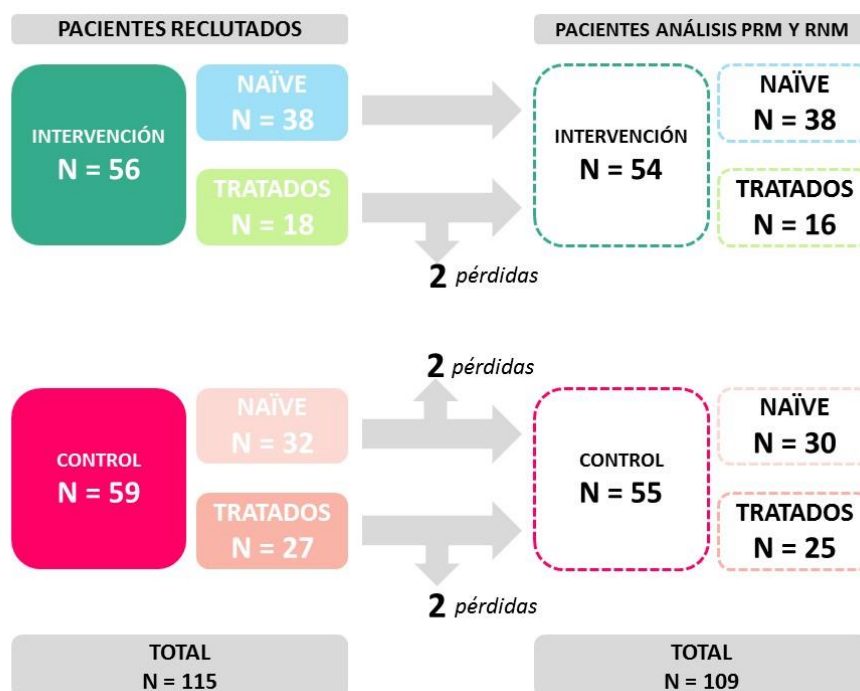 PACIENTES RECLUTADOS
PACIENTES ANÁLISIS PRM Y RNM
INTERVENCIÓN
N = 56
NAÏVE
N = 38
TRATADOS
N = 18
INTERVENCIÓN
N = 54
NAÏVE
N = 38
TRATADOS
N = 16
2 pérdidas
2 pérdidas
CONTROL
N = 59
NAÏVE
N = 32
TRATADOS
N = 27
CONTROL
N = 55
NAÏVE
N = 30
TRATADOS
N = 25
2 pérdidas
TOTAL
N = 115
TOTAL
N = 109